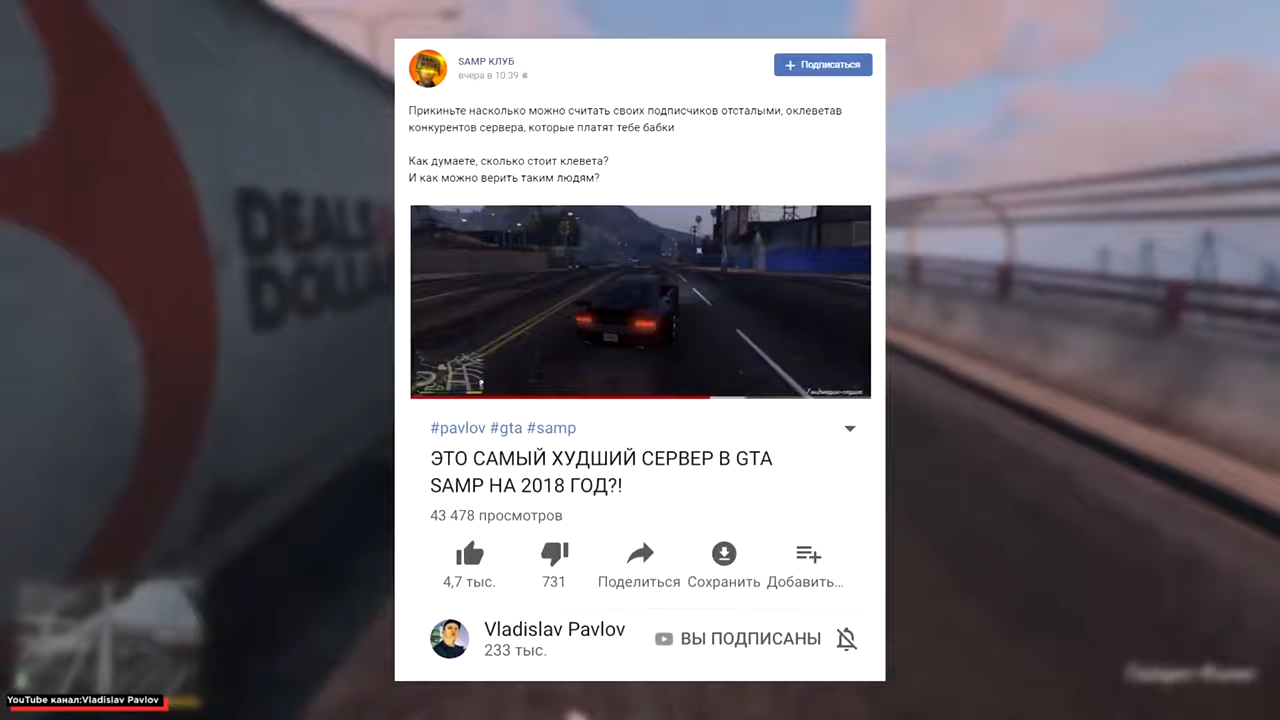 SAMP КЛУБ
вчера в 10:39
Подписаться
Прикиньте насколько можно считать своих подписчиков отсталыми, оклеветав
конкурентов сервера, которые платят тебе бабки
Как думаете, сколько стоит клевета?
И как можно верить таким людям?
DEALS
DOLLA
#pavlov #gta #samp
ЭТО САМЫЙ ХУДШИЙ СЕРВЕР В GTA
SAMP НА 2018 ГОД?!
43 478 просмотров
4,7 тыс.
731
Поделиться
Сохранить
Добавить...
Vladislav Pavlov
233 тыс.
ВЫ ПОДПИСАНЫ
YouTube канал:Vladislav Pavlov